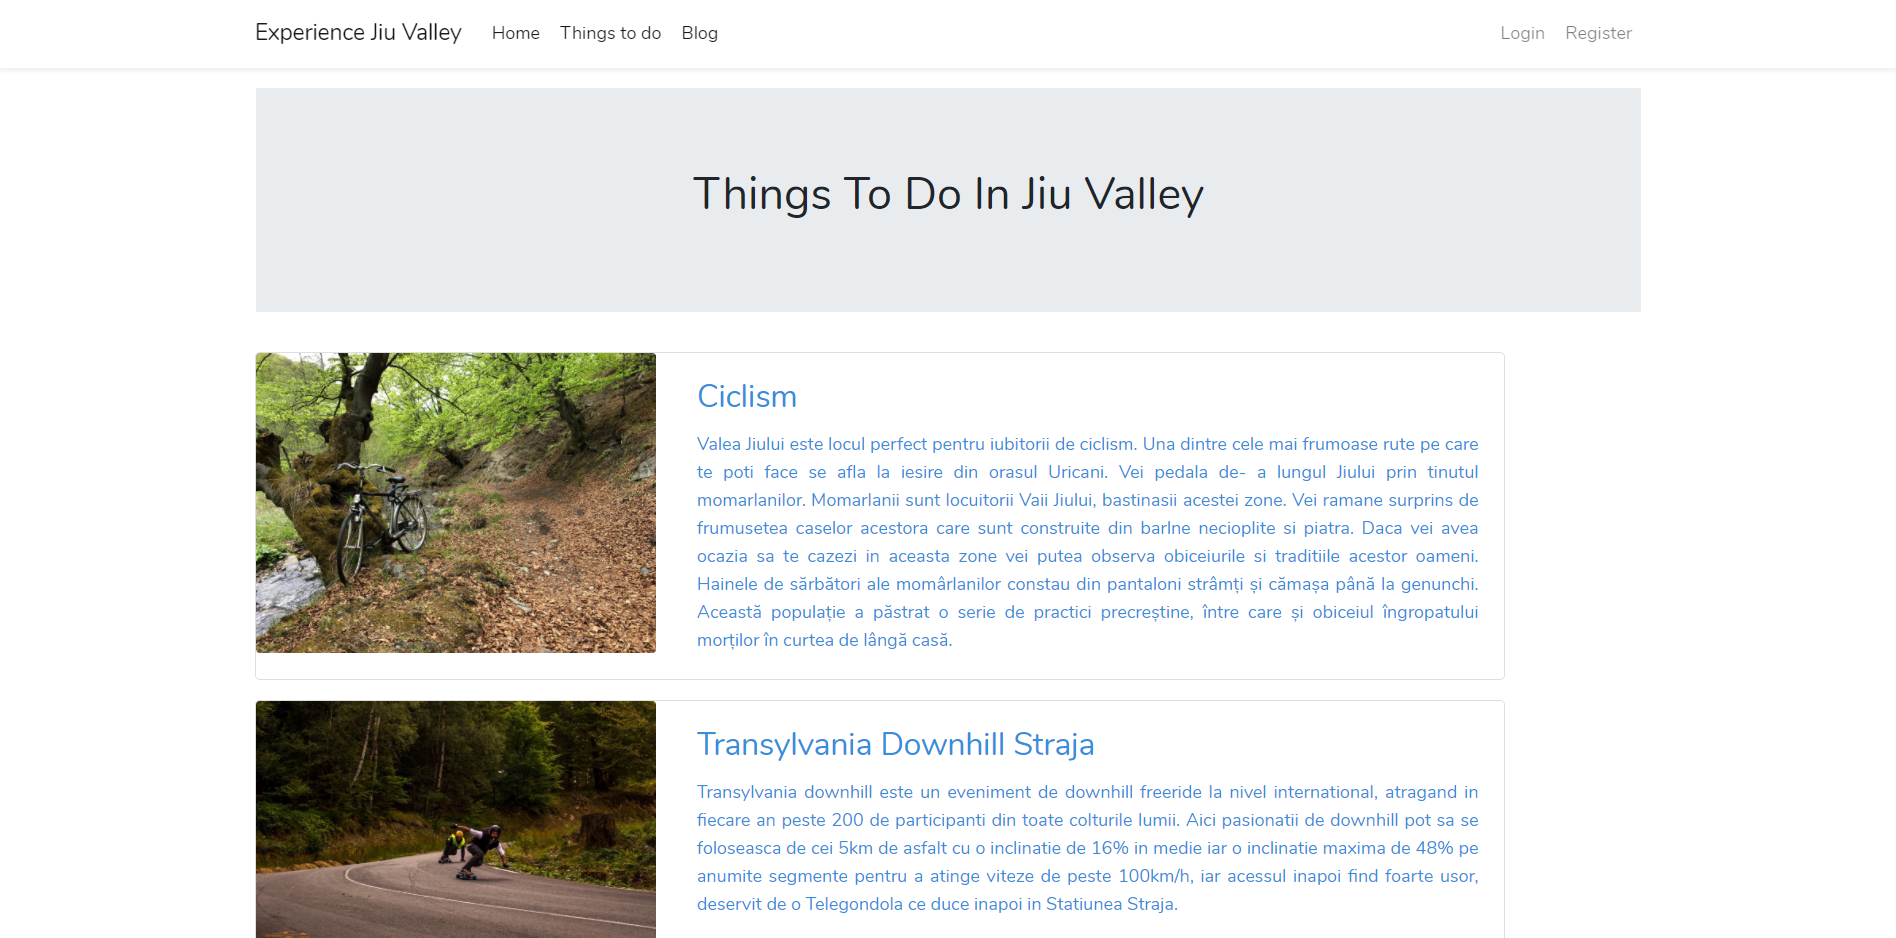 Experience Jiu Valley Home Things to do Blog Login Register
Things To Do In Jiu Valley
Ciclism
Valea Jiului este locul perfect pentru iubitorii de ciclism. Una dintre cele mai frumoase rute pe care
te poti face se afla la iesire din orasul Uricani. Vei pedala de- a lungul Jiului prin tinutul
momarlanilor. Momarlanii sunt locuitorii Vaii Jiului, bastinasii acestei zone. Vei ramane surprins de
frumusetea caselor acestora care sunt construite din barlne necioplite si piatra. Daca vei avea
ocazia sa te cazezi in aceasta zone vei putea observa obiceiurile si traditiile acestor oameni.
Hainele de sărbători ale momârlanilor constau din pantaloni strâmți și cămașa până la genunchi.
Această populație a păstrat o serie de practici precreștine, între care și obiceiul îngropatului
morților în curtea de lângă casă.
Transylvania Downhill Straja
Transylvania downhill este un eveniment de downhill freeride la nivel international, atragand in
fiecare an peste 200 de participanti din toate colturile lumii. Aici pasionatii de downhill pot sa se
foloseasca de cei 5km de asfalt cu o inclinatie de 16% in medie iar o inclinatie maxima de 48% pe
anumite segmente pentru a atinge viteze de peste 100km/h, iar acessul inapoi find foarte usor,
deservit de o Telegondola ce duce inapoi in Statiunea Straja.